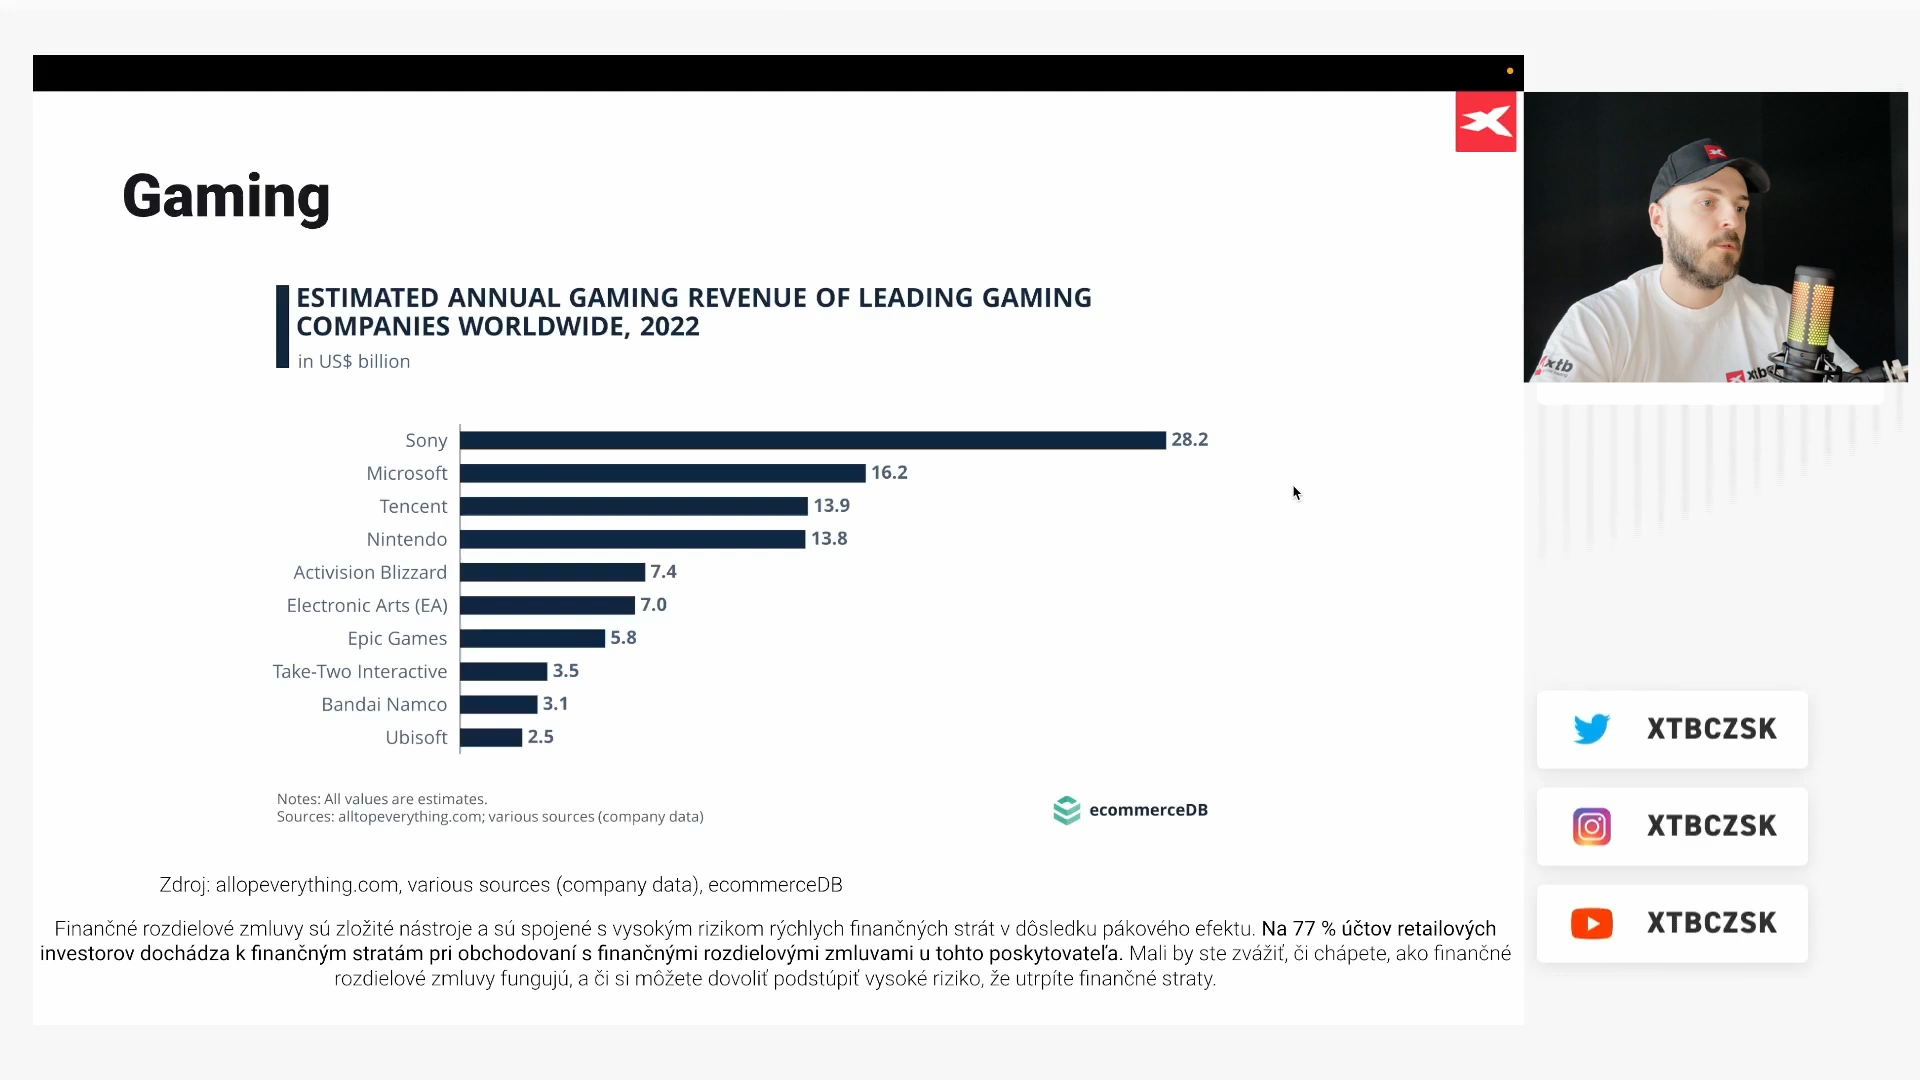 Gaming
ESTIMATED ANNUAL GAMING REVENUE OF LEADING GAMING
COMPANIES WORLDWIDE, 2022
in US$ billion
Sony 28.2
Microsoft 16.2
Tencent 13.9
Nintendo 13.8
Activision Blizzard 7.4
Electronic Arts (EA) 7.0
Epic Games 5.8
Take-Two Interactive 3.5
Bandai Namco 3.1
Ubisoft 2.5
Notes: All values are estimates.
Sources: alltopeverything.com; various sources (company data)
ecommerceDB
Zdroj: allopeverything.com, various sources (company data), ecommerceDB
Finančné rozdielové zmluvy sú zložité nástroje a sú spojené s vysokým rizikom rýchlych finančných strát v dôsledku pákového efektu. Na 77 % účtov retailových
investorov dochádza k finančným stratám pri obchodovaní s finančnými rozdielovými zmluvami u tohto poskytovateľa. Mali by ste zvážiť, či chápete, ako finančné
rozdielové zmluvy fungujú, a či si môžete dovoliť podstúpiť vysoké riziko, že utrpíte finančné straty.
xtb
xtb
XTBCZSK
XTBCZSK
XTBCZSK